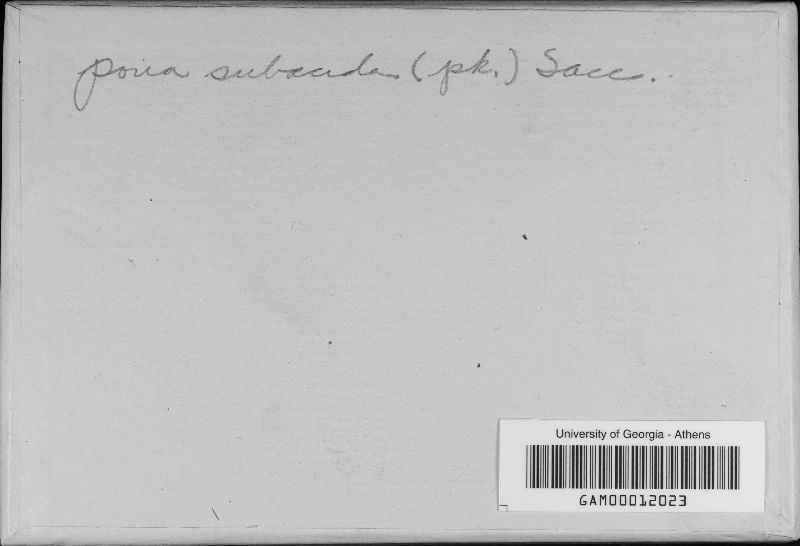 poria subacida (pk.) Sacc.
University of Georgia - Athens
GAM00012023